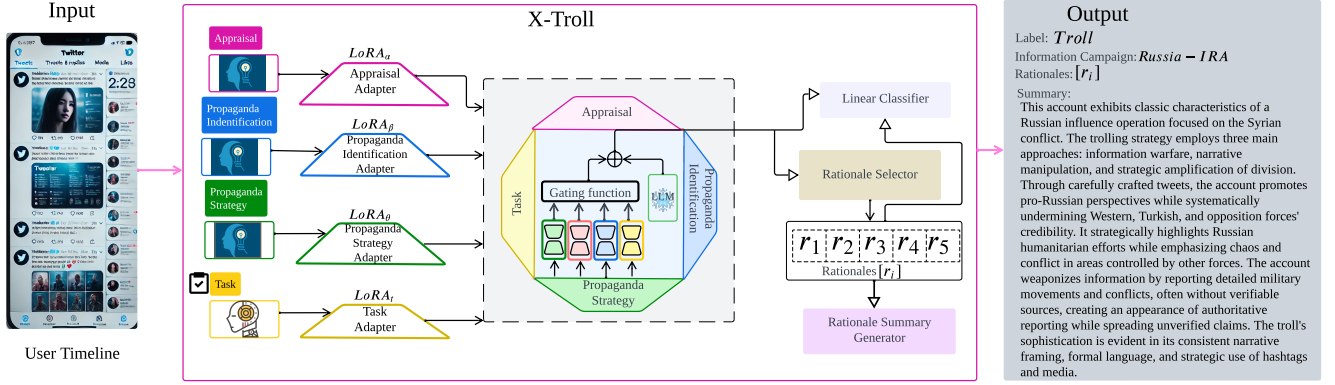 Input
Twitter
Tweets Tweets & replies Media Likes
2:28
User Timeline
X-Troll
Appraisal
LoRA_α
Appraisal
Adapter
Propaganda
Indentification
LoRA_β
Propaganda
Identification
Adapter
Propaganda
Strategy
LoRA_θ
Propaganda
Strategy
Adapter
Task
LoRA_t
Task
Adapter
Appraisal
Task
Propaganda
Identification
Gating function
LLM
Propaganda
Strategy
Linear Classifier
Rationale Selector
r1 r2 r3 r4 r5
Rationales [r_i]
Rationale Summary
Generator
Output
Label: Troll
Information Campaign: Russia − IRA
Rationales: [r_i]
Summary:
This account exhibits classic characteristics of a
Russian influence operation focused on the Syrian
conflict. The trolling strategy employs three main
approaches: information warfare, narrative
manipulation, and strategic amplification of division.
Through carefully crafted tweets, the account promotes
pro-Russian perspectives while systematically
undermining Western, Turkish, and opposition forces'
credibility. It strategically highlights Russian
humanitarian efforts while emphasizing chaos and
conflict in areas controlled by other forces. The account
weaponizes information by reporting detailed military
movements and conflicts, often without verifiable
sources, creating an appearance of authoritative
reporting while spreading unverified claims. The troll's
sophistication is evident in its consistent narrative
framing, formal language, and strategic use of hashtags
and media.